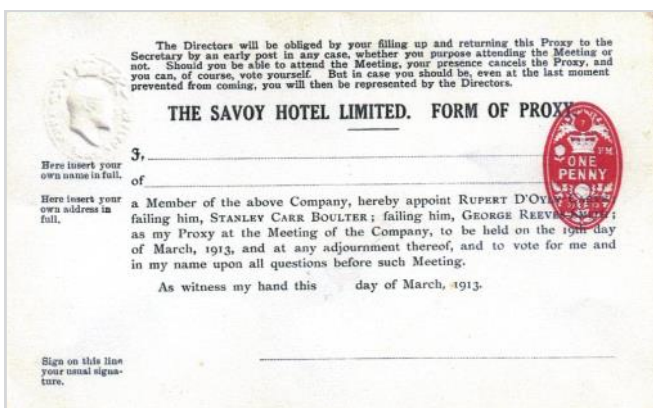 The Directors will be obliged by your filling up and returning this Proxy to the
Secretary by an early post in any case, whether you purpose attending the Meeting or
not. Should you be able to attend the Meeting, your presence cancels the Proxy, and
you can, of course, vote yourself. But in case you should be, even at the last moment
prevented from coming, you will then be represented by the Directors.
THE SAVOY HOTEL LIMITED. FORM OF PROXY
Here insert your
own name in full.
I,
of
Here insert your
own address in
full.
a Member of the above Company, hereby appoint RUPERT D'OYLY
failing him, STANLEY CARR BOULTER; failing him, GEORGE
as my Proxy at the Meeting of the Company, to be held on the 19th day
of March, 1913, and at any adjournment thereof, and to vote for me and
in my name upon all questions before such Meeting.
As witness my hand this day of March, 1913.
Sign on this line
your usual signa-
ture.
ONE
PENNY